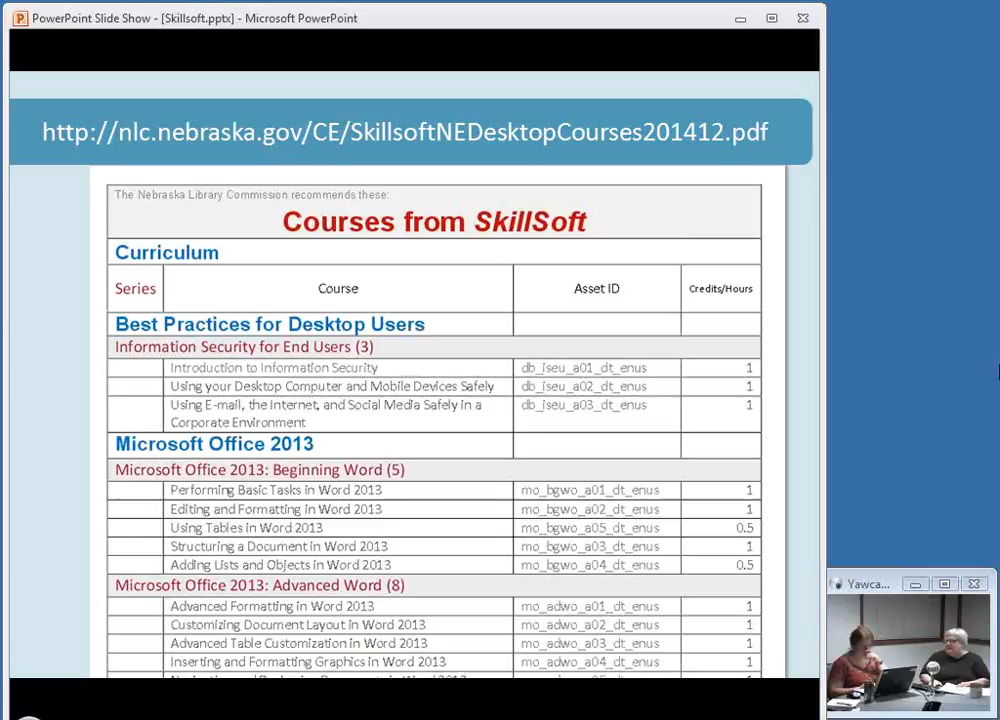 PowerPoint Slide Show - [Skillsoft.pptx] - Microsoft PowerPoint
http://nlc.nebraska.gov/CE/SkillsoftNEDesktopCourses201412.pdf
The Nebraska Library Commission recommends these:
Courses from SkillSoft
Curriculum
Series Course Asset ID Credits/Hours
Best Practices for Desktop Users
Information Security for End Users (3)
Introduction to Information Security db_iseu_a01_dt_enus 1
Using your Desktop Computer and Mobile Devices Safely db_iseu_a02_dt_enus 1
Using E-mail, the Internet, and Social Media Safely in a db_iseu_a03_dt_enus 1
Corporate Environment
Microsoft Office 2013
Microsoft Office 2013: Beginning Word (5)
Performing Basic Tasks in Word 2013 mo_bgwo_a01_dt_enus 1
Editing and Formatting in Word 2013 mo_bgwo_a02_dt_enus 1
Using Tables in Word 2013 mo_bgwo_a05_dt_enus 0.5
Structuring a Document in Word 2013 mo_bgwo_a03_dt_enus 1
Adding Lists and Objects in Word 2013 mo_bgwo_a04_dt_enus 0.5
Microsoft Office 2013: Advanced Word (8)
Advanced Formatting in Word 2013 mo_adwo_a01_dt_enus 1
Customizing Document Layout in Word 2013 mo_adwo_a02_dt_enus 1
Advanced Table Customization in Word 2013 mo_adwo_a03_dt_enus 1
Inserting and Formatting Graphics in Word 2013 mo_adwo_a04_dt_enus 1
Yawca...